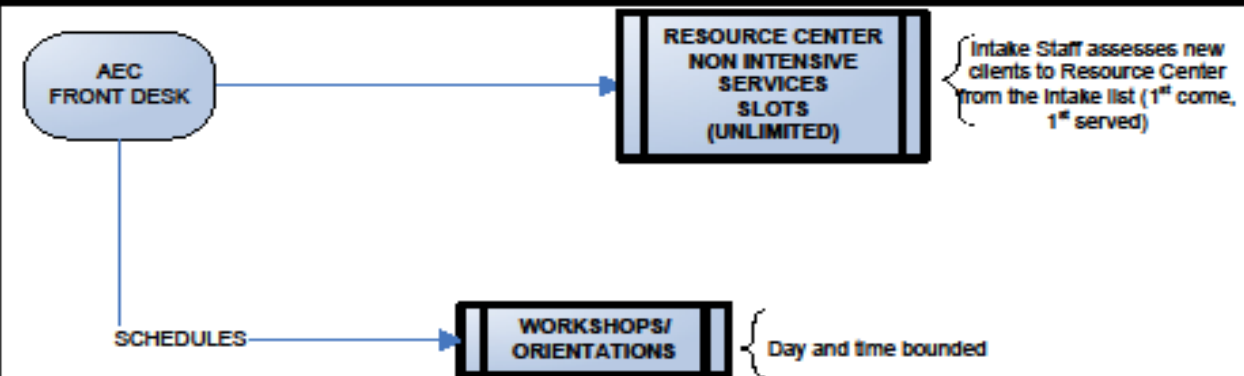 AEC
FRONT DESK
RESOURCE CENTER
NON INTENSIVE
SERVICES
SLOTS
(UNLIMITED)
Intake Staff assesses new
clients to Resource Center
from the intake list (1st come,
1st served)
SCHEDULES
WORKSHOPS/
ORIENTATIONS
Day and time bounded